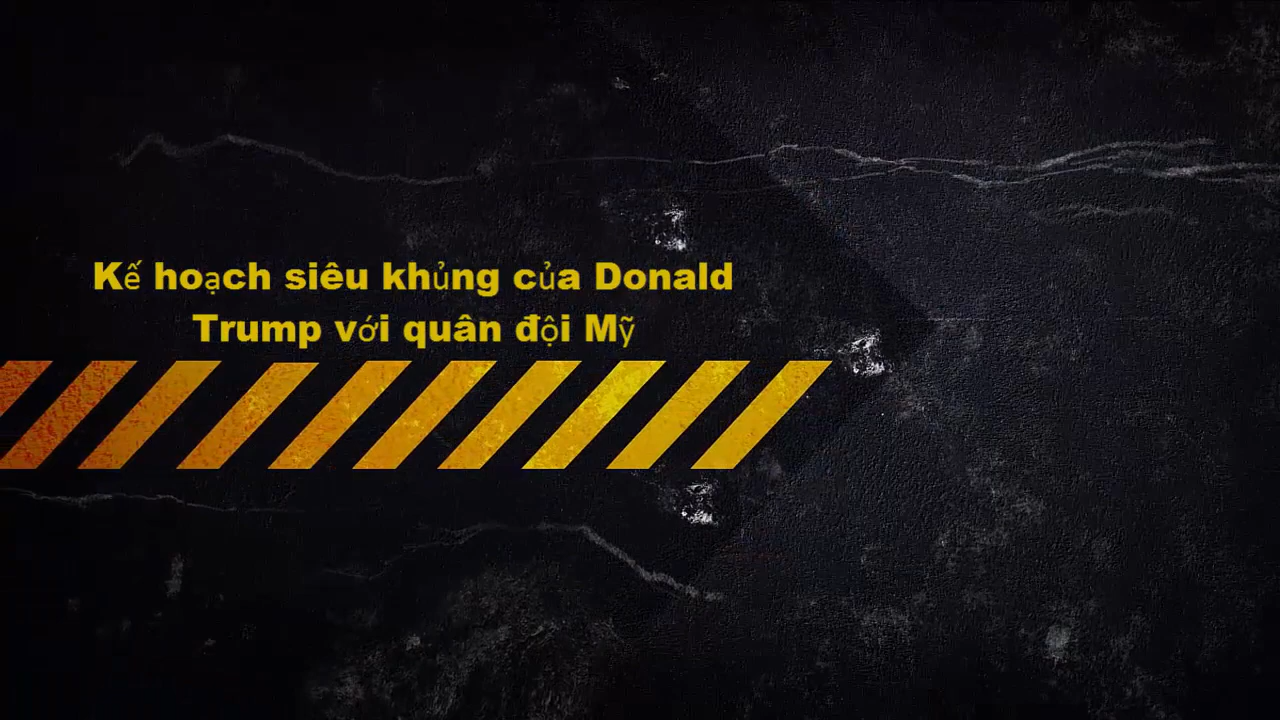 Kế hoạch siêu khủng của Donald
Trump với quân đội Mỹ